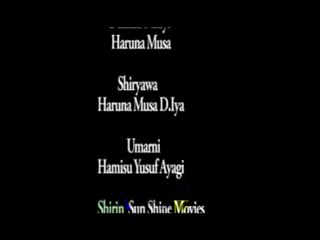 Haruna Musa
Shiryawa
Haruna Musa D.Iya
Umarni
Hamisu Yusuf Ayagi
Shirin Sun Shine Movies